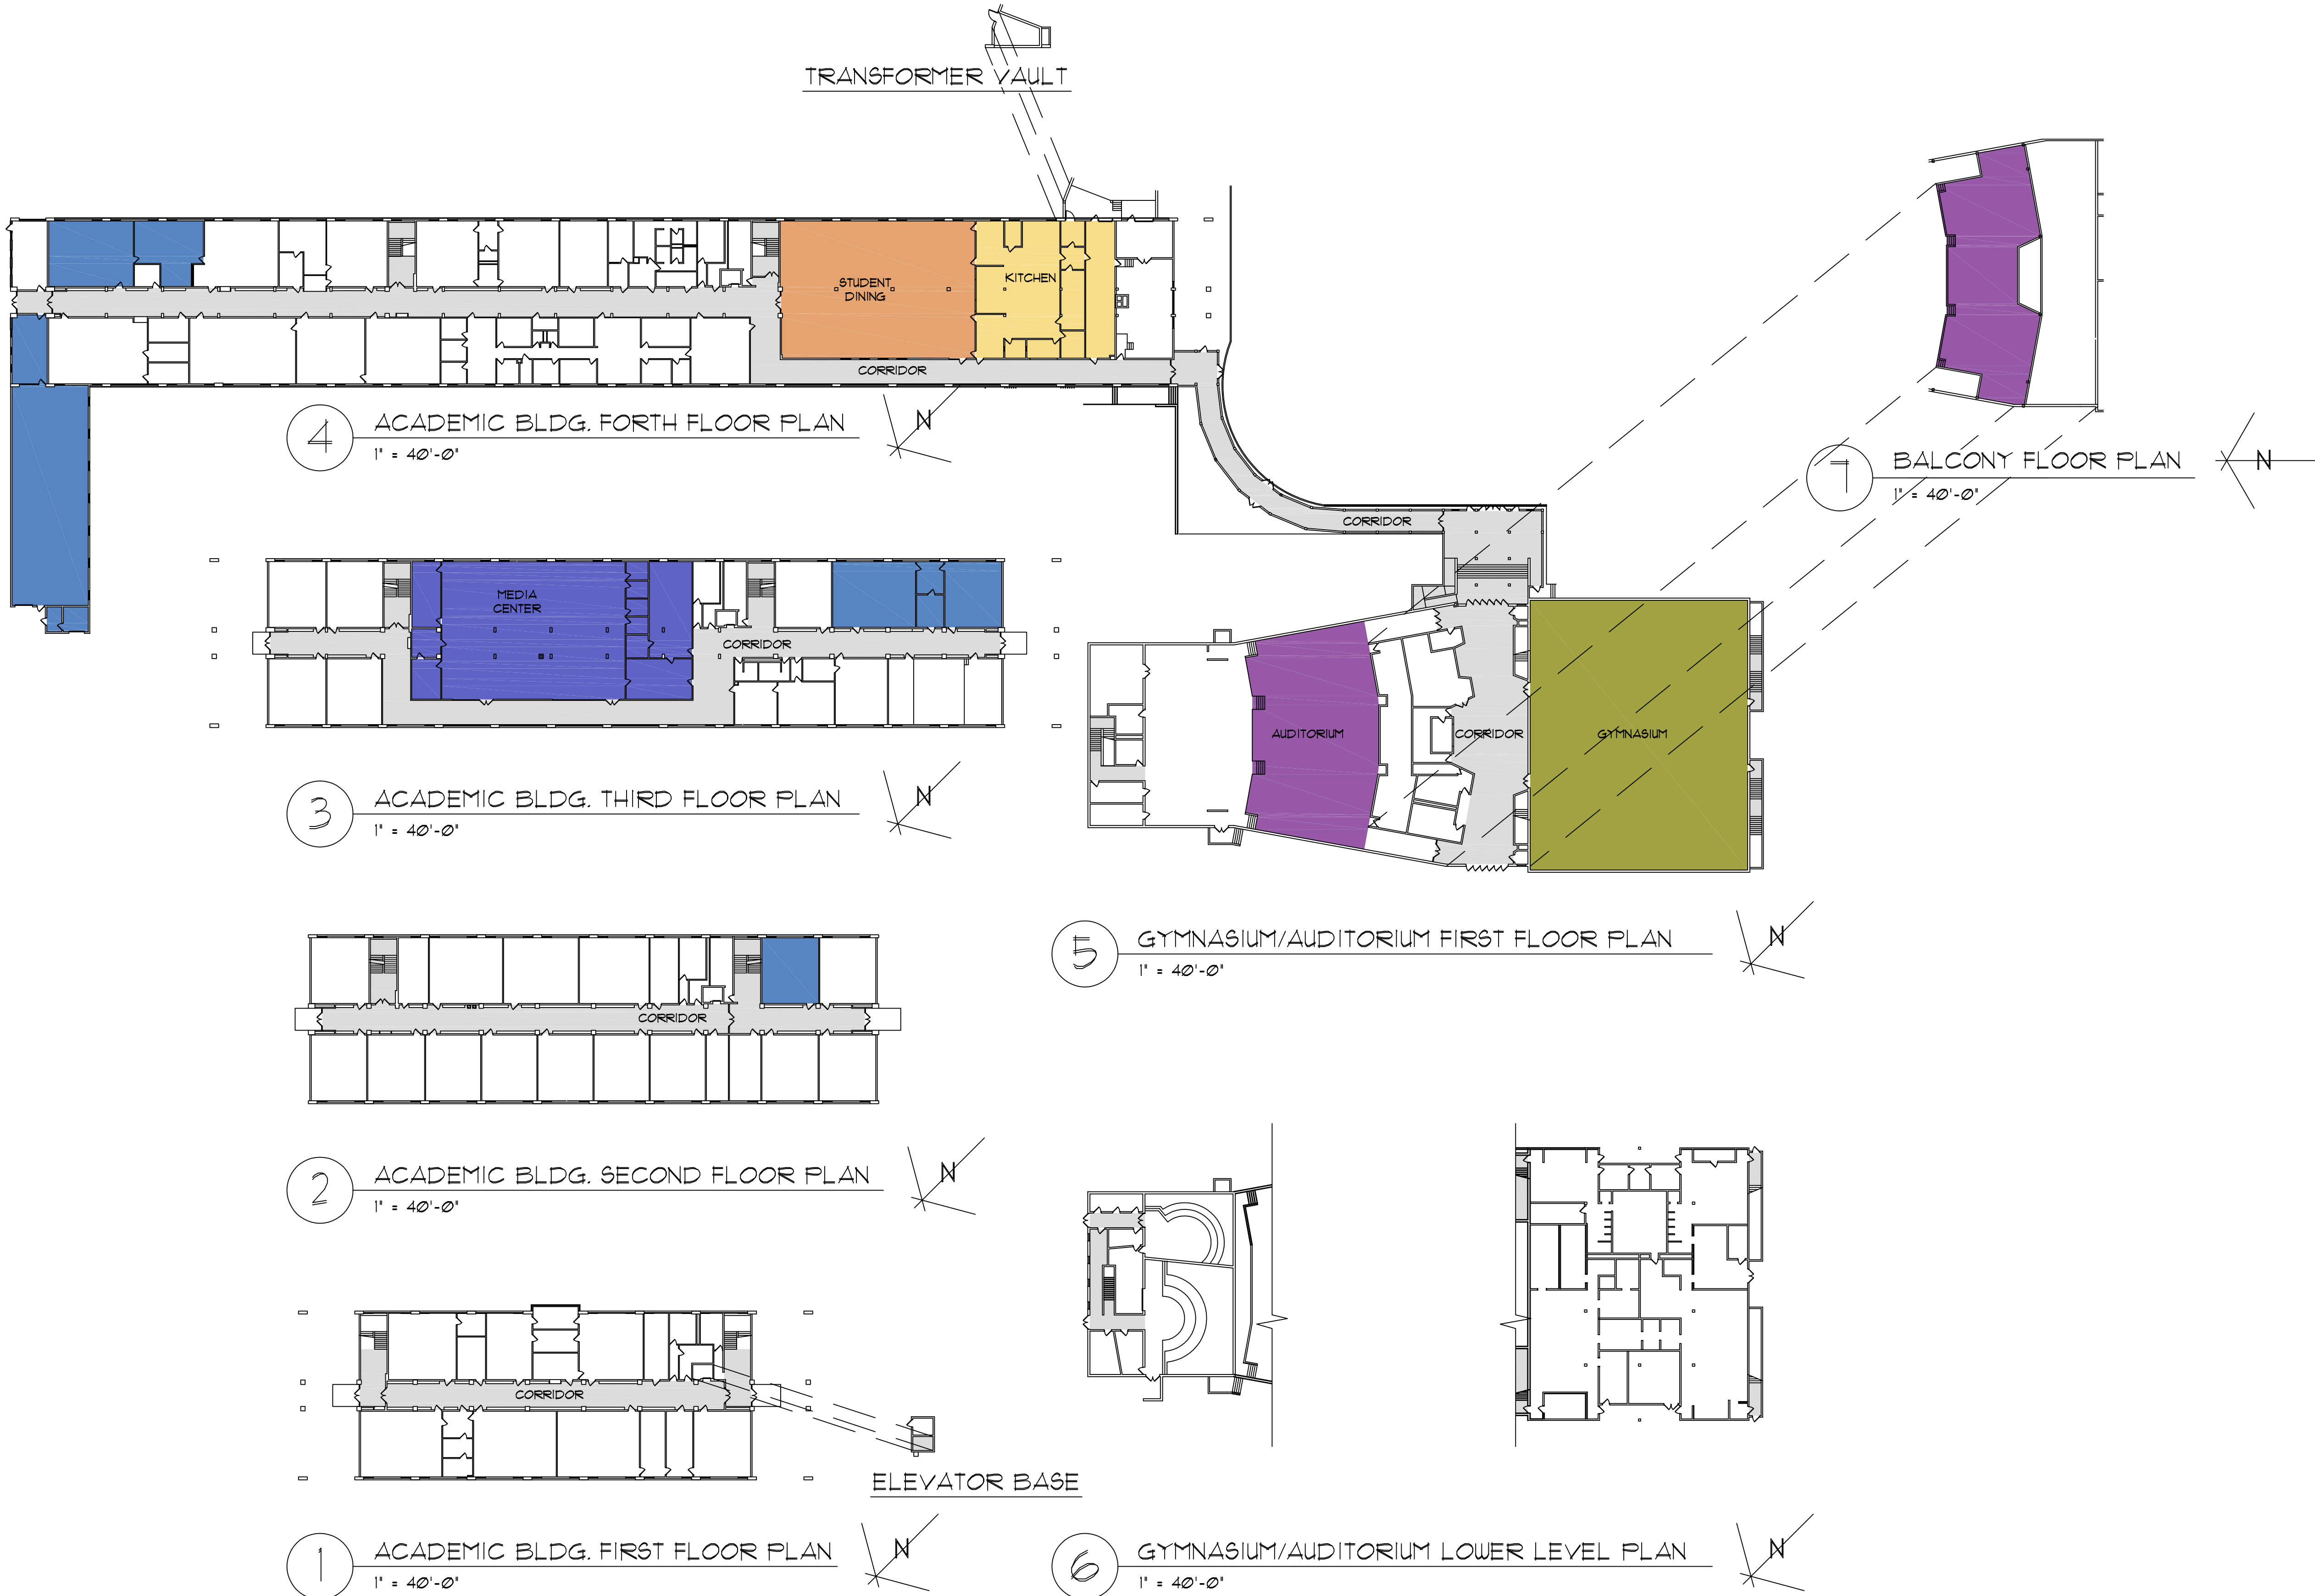 TRANSFORMER VAULT
STUDENT
DINING
KITCHEN
CORRIDOR
4
ACADEMIC BLDG. FORTH FLOOR PLAN
1" = 40'-0"
N
7
BALCONY FLOOR PLAN
1" = 40'-0"
N
CORRIDOR
MEDIA
CENTER
CORRIDOR
3
ACADEMIC BLDG. THIRD FLOOR PLAN
1" = 40'-0"
N
AUDITORIUM
CORRIDOR
GYMNASIUM
5
GYMNASIUM/AUDITORIUM FIRST FLOOR PLAN
1" = 40'-0"
N
CORRIDOR
2
ACADEMIC BLDG. SECOND FLOOR PLAN
1" = 40'-0"
N
CORRIDOR
ELEVATOR BASE
1
ACADEMIC BLDG. FIRST FLOOR PLAN
1" = 40'-0"
N
6
GYMNASIUM/AUDITORIUM LOWER LEVEL PLAN
1" = 40'-0"
N